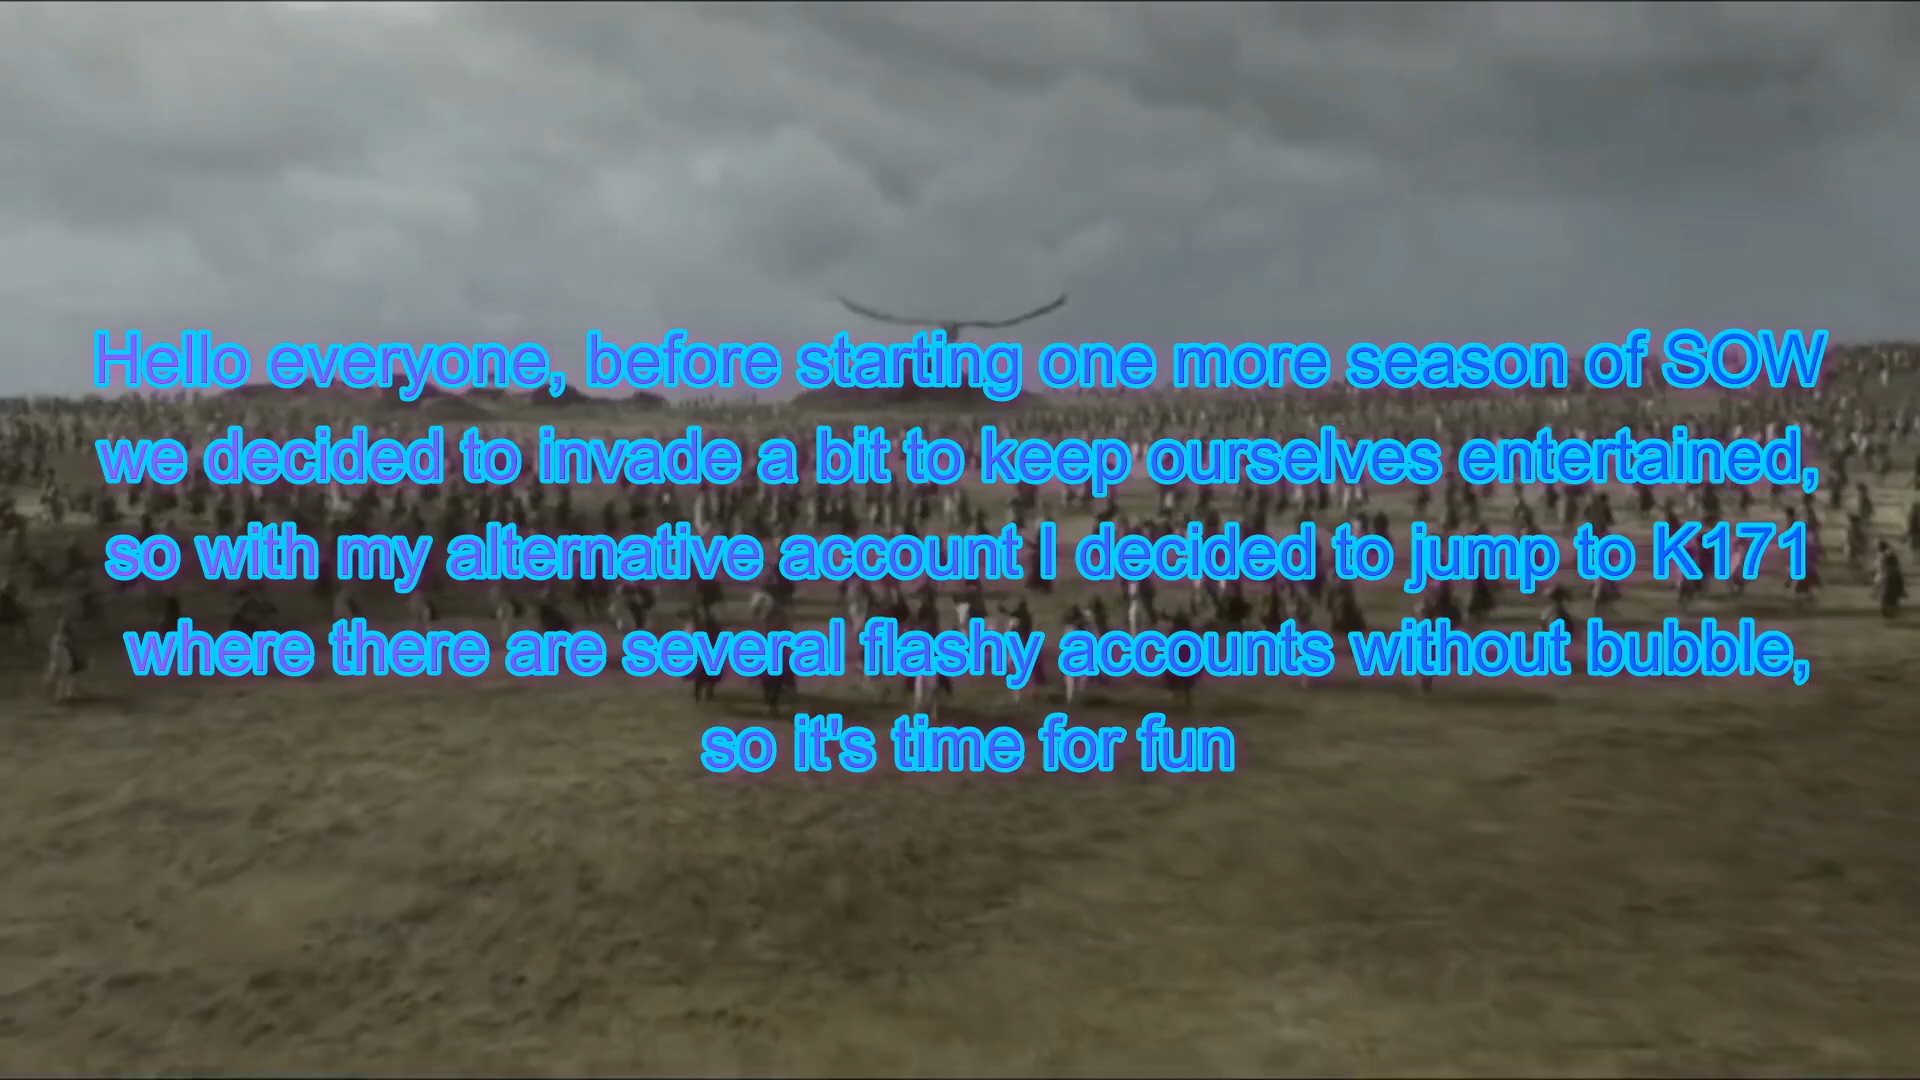 Hello everyone, before starting one more season of SOW
we decided to invade a bit to keep ourselves entertained,
so with my alternative account I decided to jump to K171
where there are several flashy accounts without bubble,
so it's time for fun